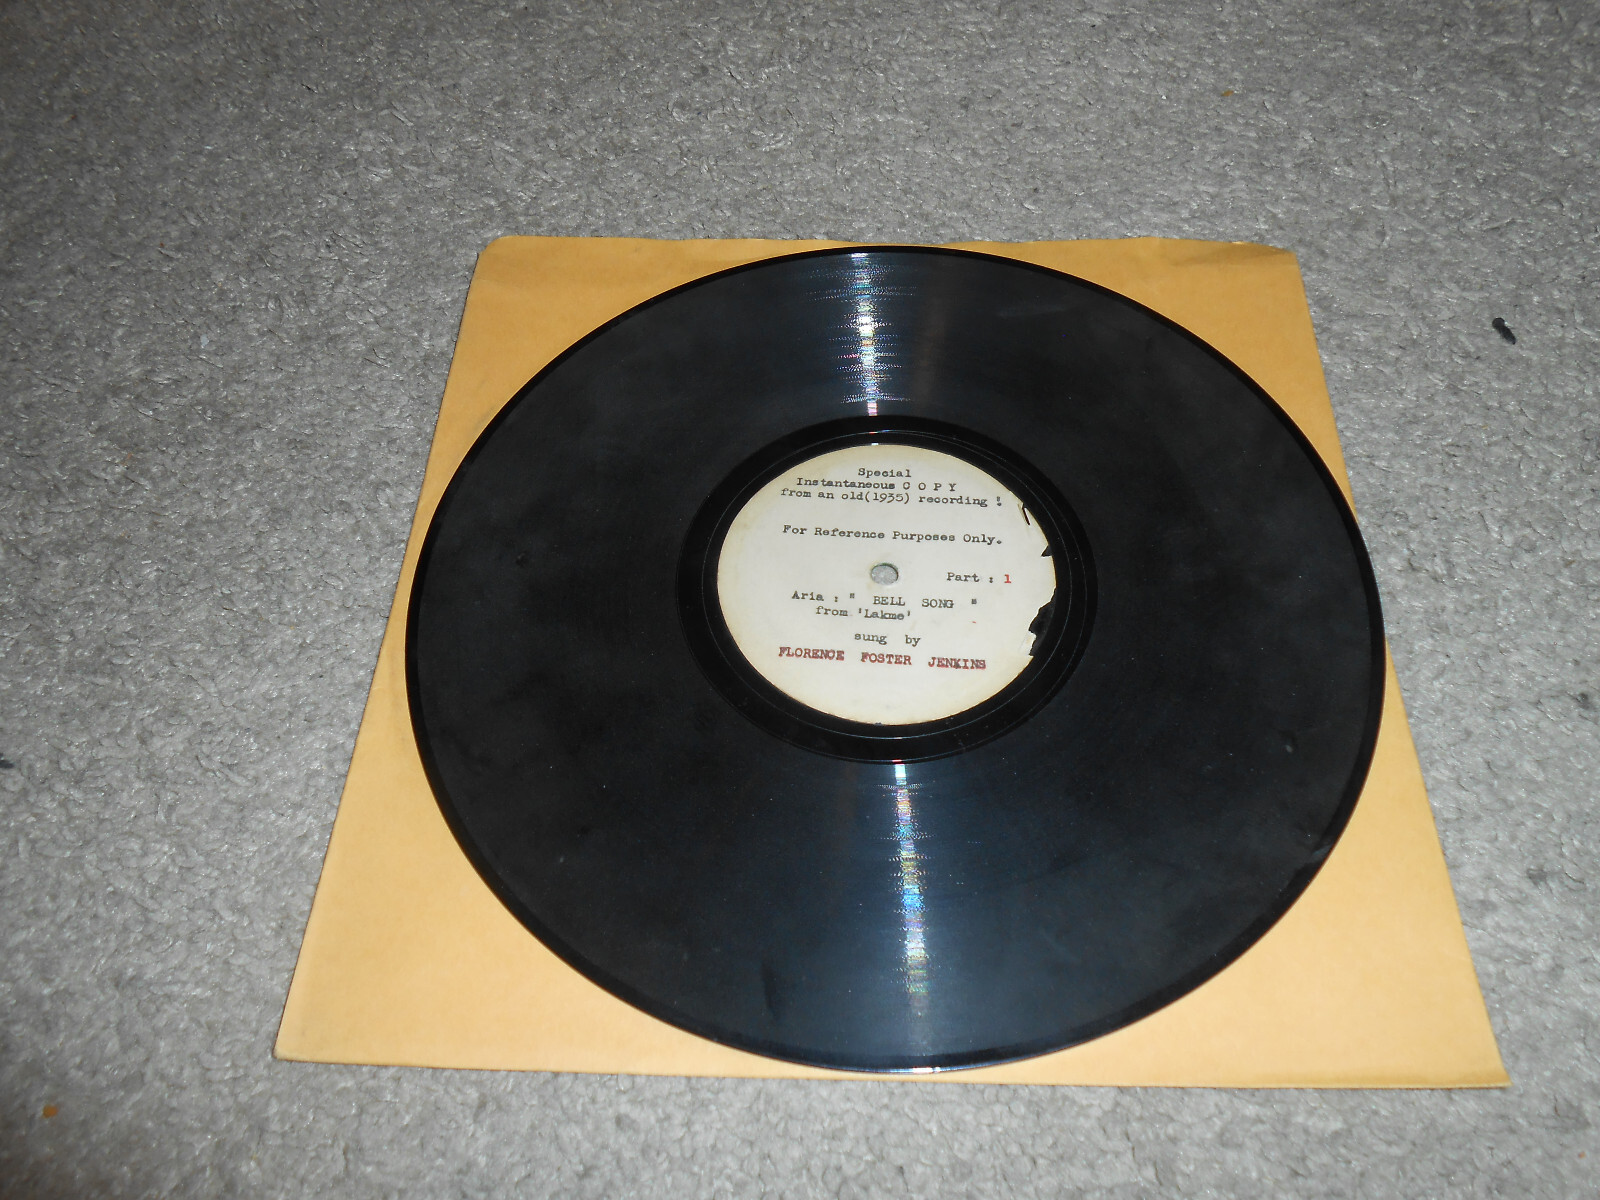 Special
Instantaneous C O P Y
from an old(1935) recording !
For Reference Purposes Only.
Part : 1
Aria : " BELL SONG "
from 'Lakme'
sung by
FLORENCE FOSTER JENKINS